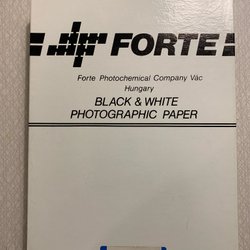 FORTE
Forte Photochemical Company Vác
Hungary
BLACK & WHITE
PHOTOGRAPHIC PAPER